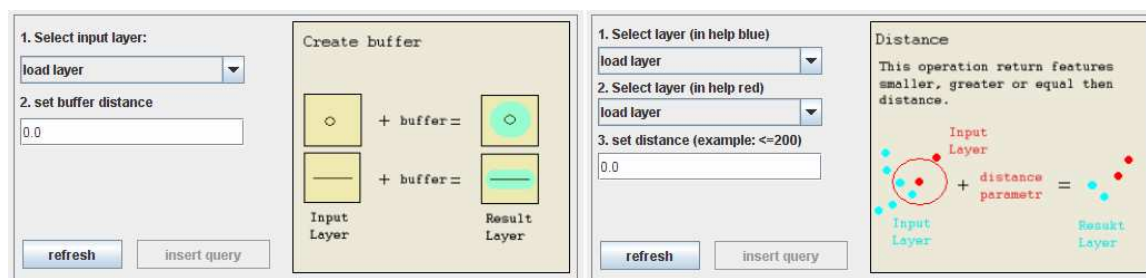 1. Select input layer:
load layer
2. set buffer distance
0.0
refresh
insert query
Create buffer
+ buffer=
+ buffer=
Input
Layer
Result
Layer
1. Select layer (in help blue)
load layer
2. Select layer (in help red)
load layer
3. set distance (example: <=200)
0.0
refresh
insert query
Distance
This operation return features
smaller, greater or equal then
distance.
Input
Layer
+ distance
parametr
=
Input
Layer
Resukt
Layer